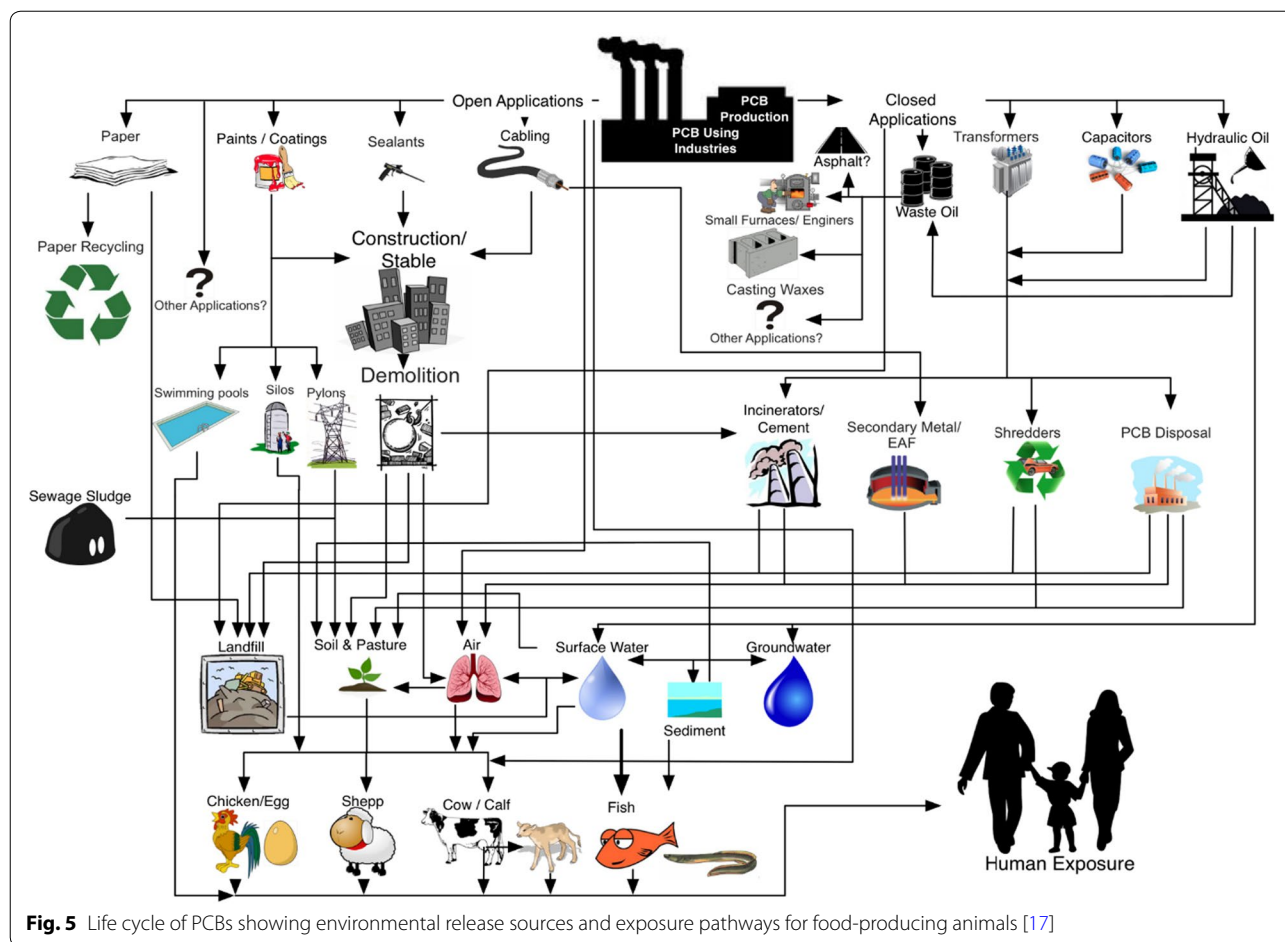 Open Applications
PCB
Production
PCB Using
Industries
Closed
Applications
Paper
Paints / Coatings
Sealants
Cabling
Asphalt?
Transformers
Capacitors
Hydraulic Oil
Waste Oil
Small Furnaces/ Enginers
Paper Recycling
?
Other Applications?
Construction/
Stable
Casting Waxes
?
Other Applications?
Demolition
Swimming pools
Silos
Pylons
Incinerators/
Cement
Secondary Metal/
EAF
Shredders
PCB Disposal
Sewage Sludge
Landfill
Soil & Pasture
Air
Surface Water
Groundwater
Sediment
Chicken/Egg
Shepp
Cow / Calf
Fish
Human Exposure
Fig. 5 Life cycle of PCBs showing environmental release sources and exposure pathways for food-producing animals [17]